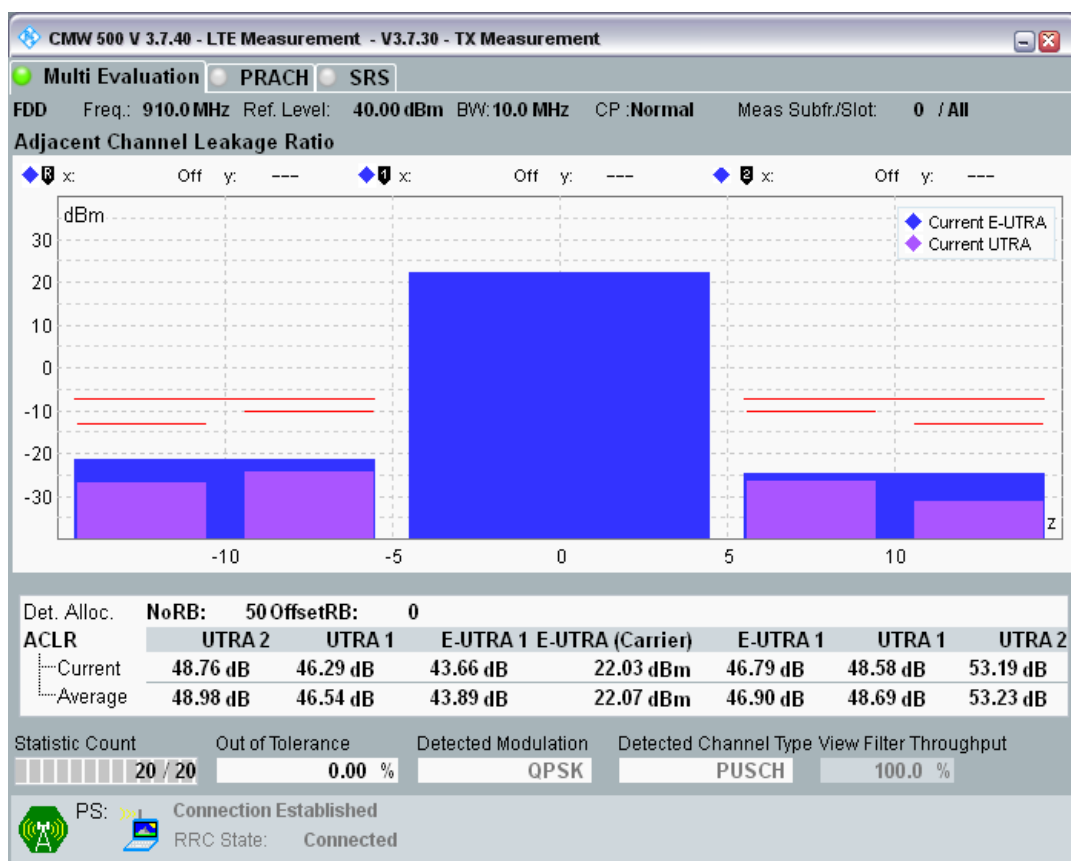 CMW 500 V 3.7.40 - LTE Measurement - V3.7.30 - TX Measurement
Multi Evaluation PRACH SRS
FDD Freq.: 910.0 MHz Ref. Level: 40.00 dBm BW: 10.0 MHz CP :Normal Meas Subfr./Slot: 0 / All
Adjacent Channel Leakage Ratio
R x: Off y: --- 1 x: Off y: --- 2 x: Off y: ---
dBm
Current E-UTRA
Current UTRA
30
20
10
0
-10
-20
-30
z
-10 -5 0 5 10
Det. Alloc. NoRB: 50 OffsetRB: 0
ACLR UTRA 2 UTRA 1 E-UTRA 1 E-UTRA (Carrier) E-UTRA 1 UTRA 1 UTRA 2
Current 48.76 dB 46.29 dB 43.66 dB 22.03 dBm 46.79 dB 48.58 dB 53.19 dB
Average 48.98 dB 46.54 dB 43.89 dB 22.07 dBm 46.90 dB 48.69 dB 53.23 dB
Statistic Count Out of Tolerance Detected Modulation Detected Channel Type View Filter Throughput
20 / 20 0.00 % QPSK PUSCH 100.0 %
PS: Connection Established
RRC State: Connected